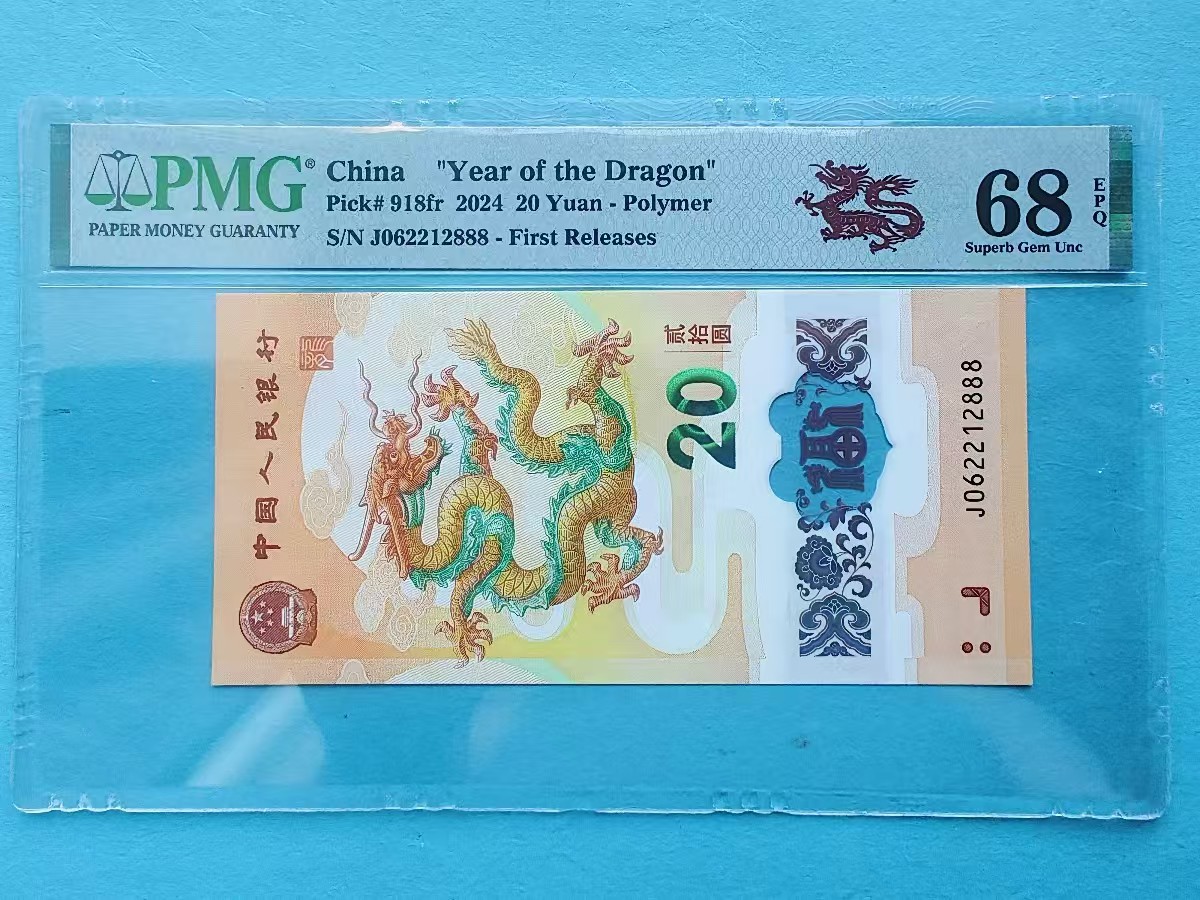 PMG®
PAPER MONEY GUARANTY
China "Year of the Dragon"
Pick# 918fr 2024 20 Yuan - Polymer
S/N J062212888 - First Releases
68
EPQ
Superb Gem Unc
中国人民银行
贰拾圆
20
J062212888